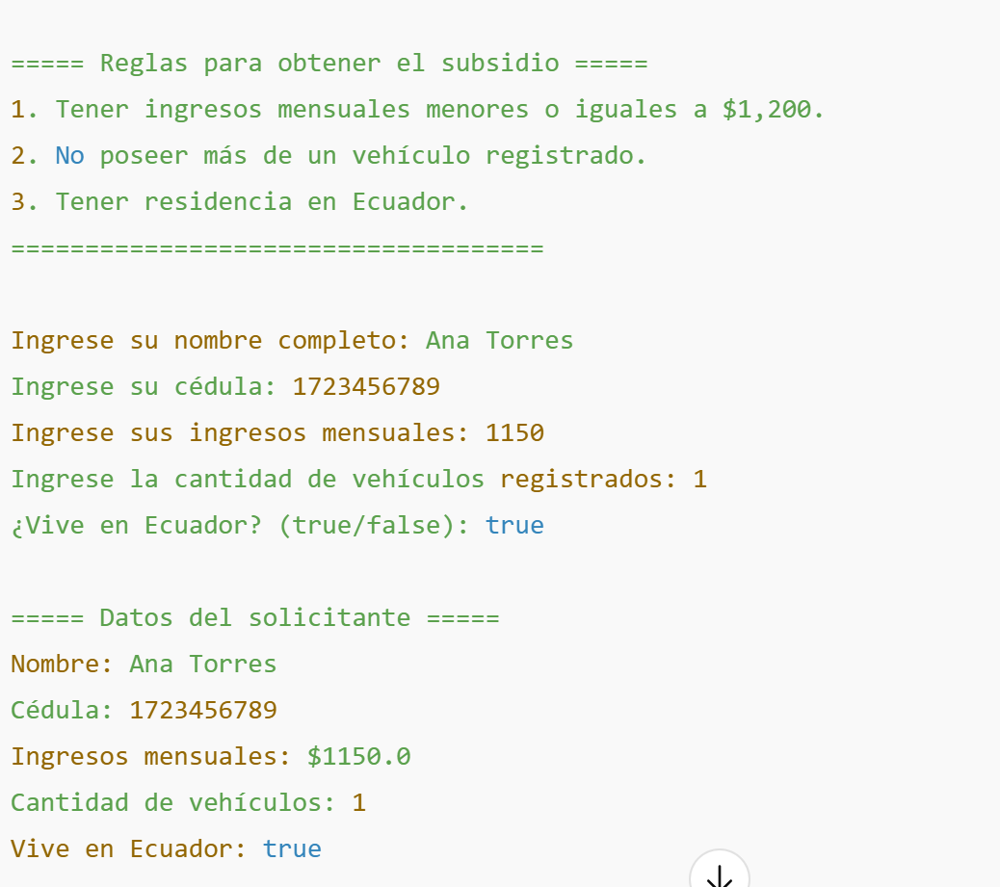 ===== Reglas para obtener el subsidio =====
1. Tener ingresos mensuales menores o iguales a $1,200.
2. No poseer más de un vehículo registrado.
3. Tener residencia en Ecuador.
====================================
Ingrese su nombre completo: Ana Torres
Ingrese su cédula: 1723456789
Ingrese sus ingresos mensuales: 1150
Ingrese la cantidad de vehículos registrados: 1
¿Vive en Ecuador? (true/false): true
===== Datos del solicitante =====
Nombre: Ana Torres
Cédula: 1723456789
Ingresos mensuales: $1150.0
Cantidad de vehículos: 1
Vive en Ecuador: true